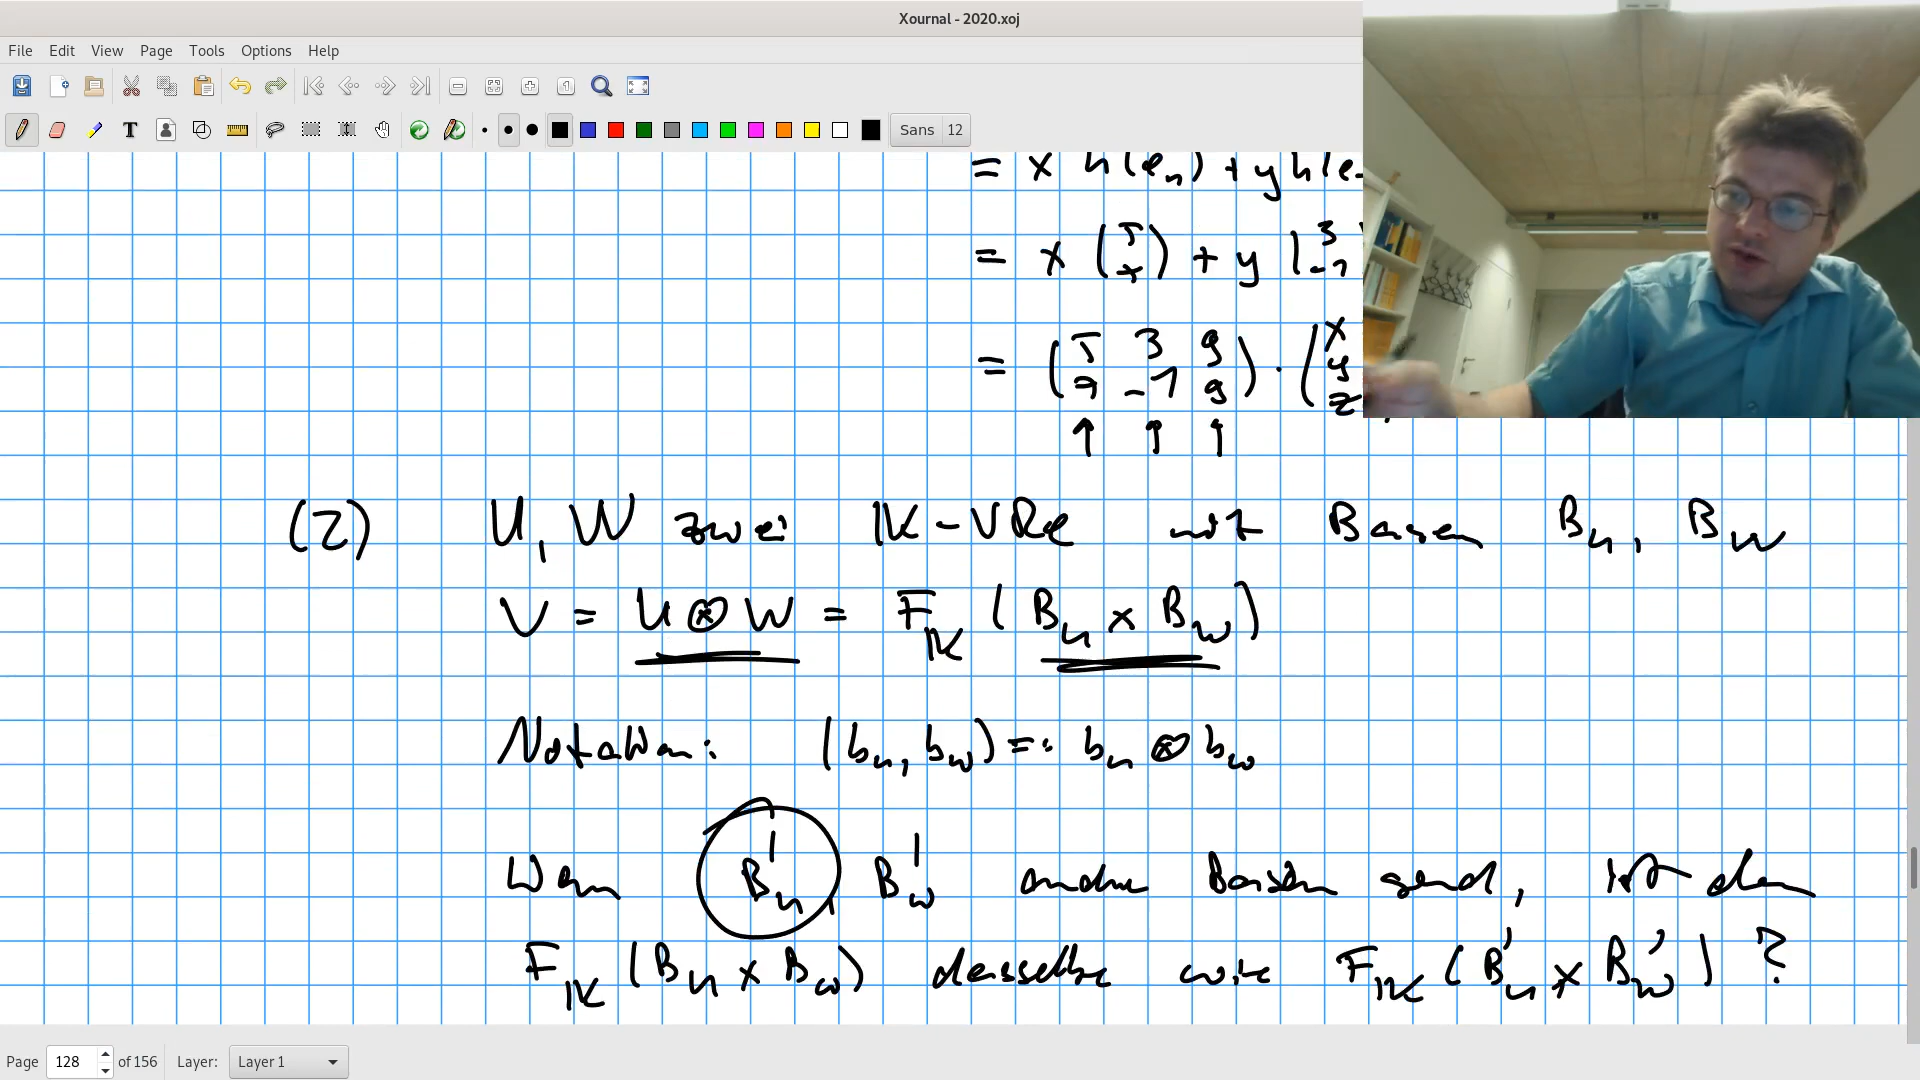 Xournal - 2020.xoj
File Edit View Page Tools Options Help
Sans 12
= x h(e₁) + y h(e
= x (5 7) + y (3 -1
= (5 3 9 7 -1 9) · (x y z
↑ ↑ ↑
(2) U, W zwei K-VRe mit Basen B_u, B_W
V = U ⊗ W = F_K (B_u × B_W)
Notation: (b_u, b_w) =: b_u ⊗ b_w
Wenn B'_u, B'_w andere Basen sind, ist dann
F_K (B_u × B_w) dasselbe wie F_K (B'_u × B'_w) ?
Page 128 of 156 Layer: Layer 1